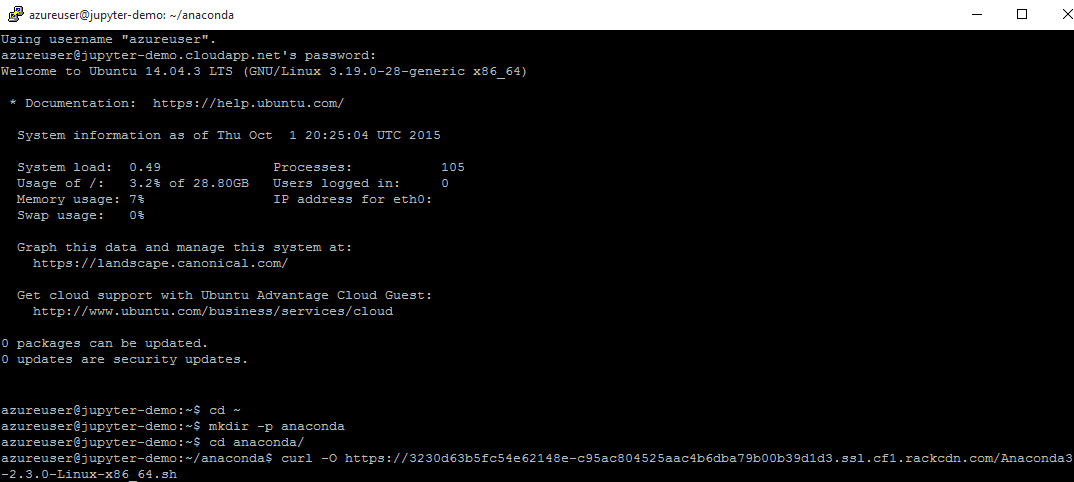 azureuser@jupyter-demo: ~/anaconda
Using username "azureuser".
azureuser@jupyter-demo.cloudapp.net's password:
Welcome to Ubuntu 14.04.3 LTS (GNU/Linux 3.19.0-28-generic x86_64)
* Documentation:  https://help.ubuntu.com/
System information as of Thu Oct  1 20:25:04 UTC 2015
System load:  0.49              Processes:           105
Usage of /:   3.2% of 28.80GB   Users logged in:     0
Memory usage: 7%                IP address for eth0:
Swap usage:   0%
Graph this data and manage this system at:
https://landscape.canonical.com/
Get cloud support with Ubuntu Advantage Cloud Guest:
http://www.ubuntu.com/business/services/cloud
0 packages can be updated.
0 updates are security updates.
azureuser@jupyter-demo:~$ cd ~
azureuser@jupyter-demo:~$ mkdir -p anaconda
azureuser@jupyter-demo:~$ cd anaconda/
azureuser@jupyter-demo:~/anaconda$ curl -O https://3230d63b5fc54e62148e-c95ac804525aac4b6dba79b00b39d1d3.ssl.cf1.rackcdn.com/Anaconda3
-2.3.0-Linux-x86_64.sh